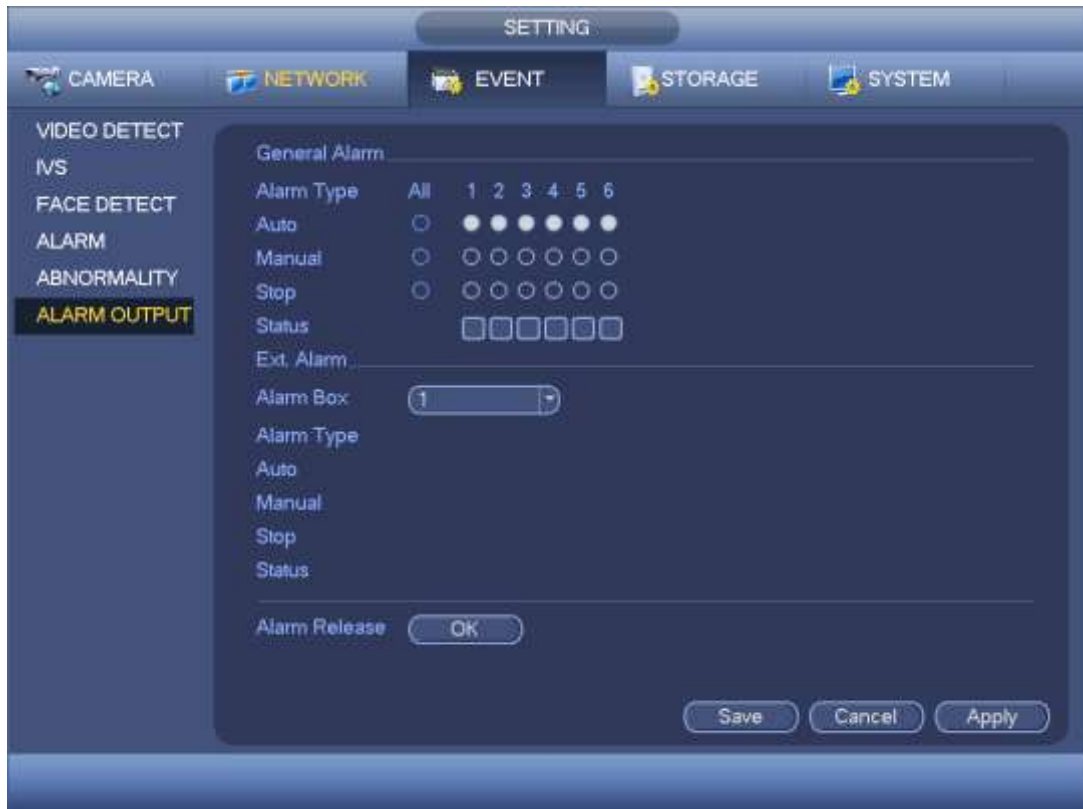 SETTING
CAMERA NETWORK EVENT STORAGE SYSTEM
VIDEO DETECT
IVS
FACE DETECT
ALARM
ABNORMALITY
ALARM OUTPUT
General Alarm
Alarm Type All 1 2 3 4 5 6
Auto
Manual
Stop
Status
Ext. Alarm
Alarm Box 1
Alarm Type
Auto
Manual
Stop
Status
Alarm Release OK
Save Cancel Apply